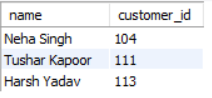 name customer_id
Neha Singh 104
Tushar Kapoor 111
Harsh Yadav 113